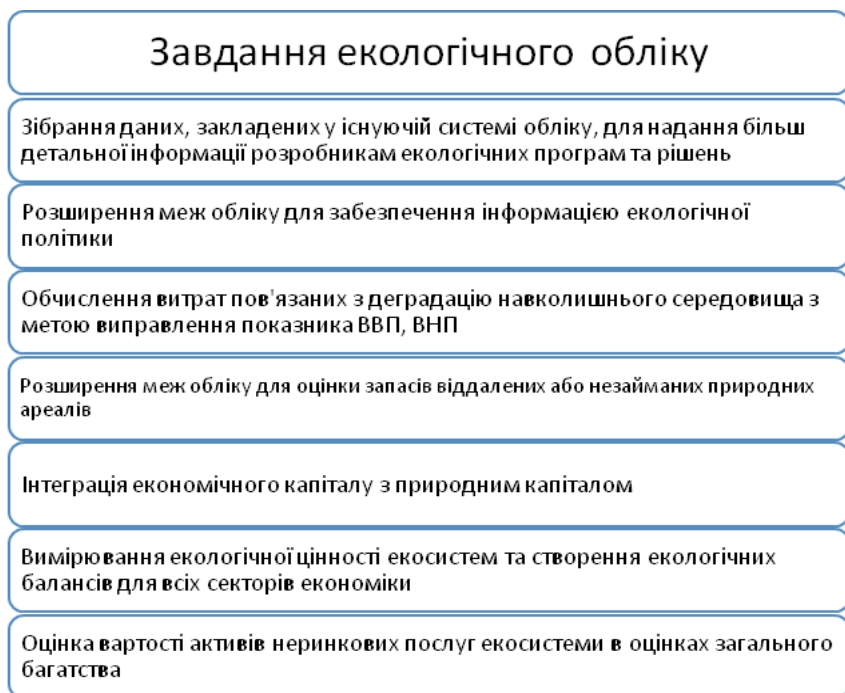 Завдання екологічного обліку
Зібрання даних, закладених у існуючій системі обліку, для надання більш
детальної інформації розробникам екологічних програм та рішень
Розширення меж обліку для забезпечення інформацією екологічної
політики
Обчислення витрат пов'язаних з деградацію навколишнього середовища з
метою виправлення показника ВВП, ВНП
Розширення меж обліку для оцінки запасів віддалених або незайманих природних
ареалів
Інтеграція економічного капіталу з природним капіталом
Вимірювання екологічної цінності екосистем та створення екологічних
балансів для всіх секторів економіки
Оцінка вартості активів неринкових послуг екосистеми в оцінках загального
багатства